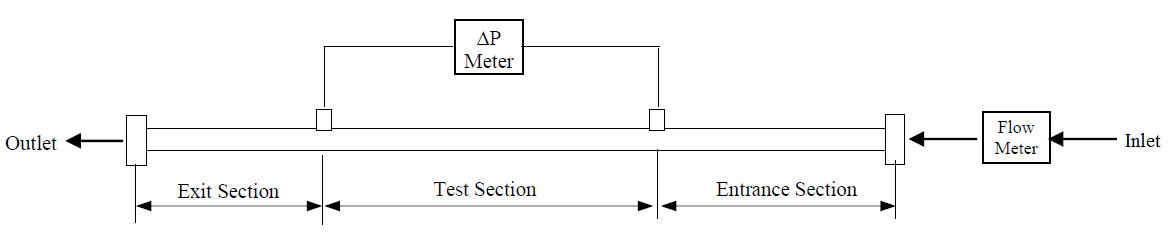 ΔP
Meter
Flow
Meter
Outlet
Inlet
Exit Section
Test Section
Entrance Section